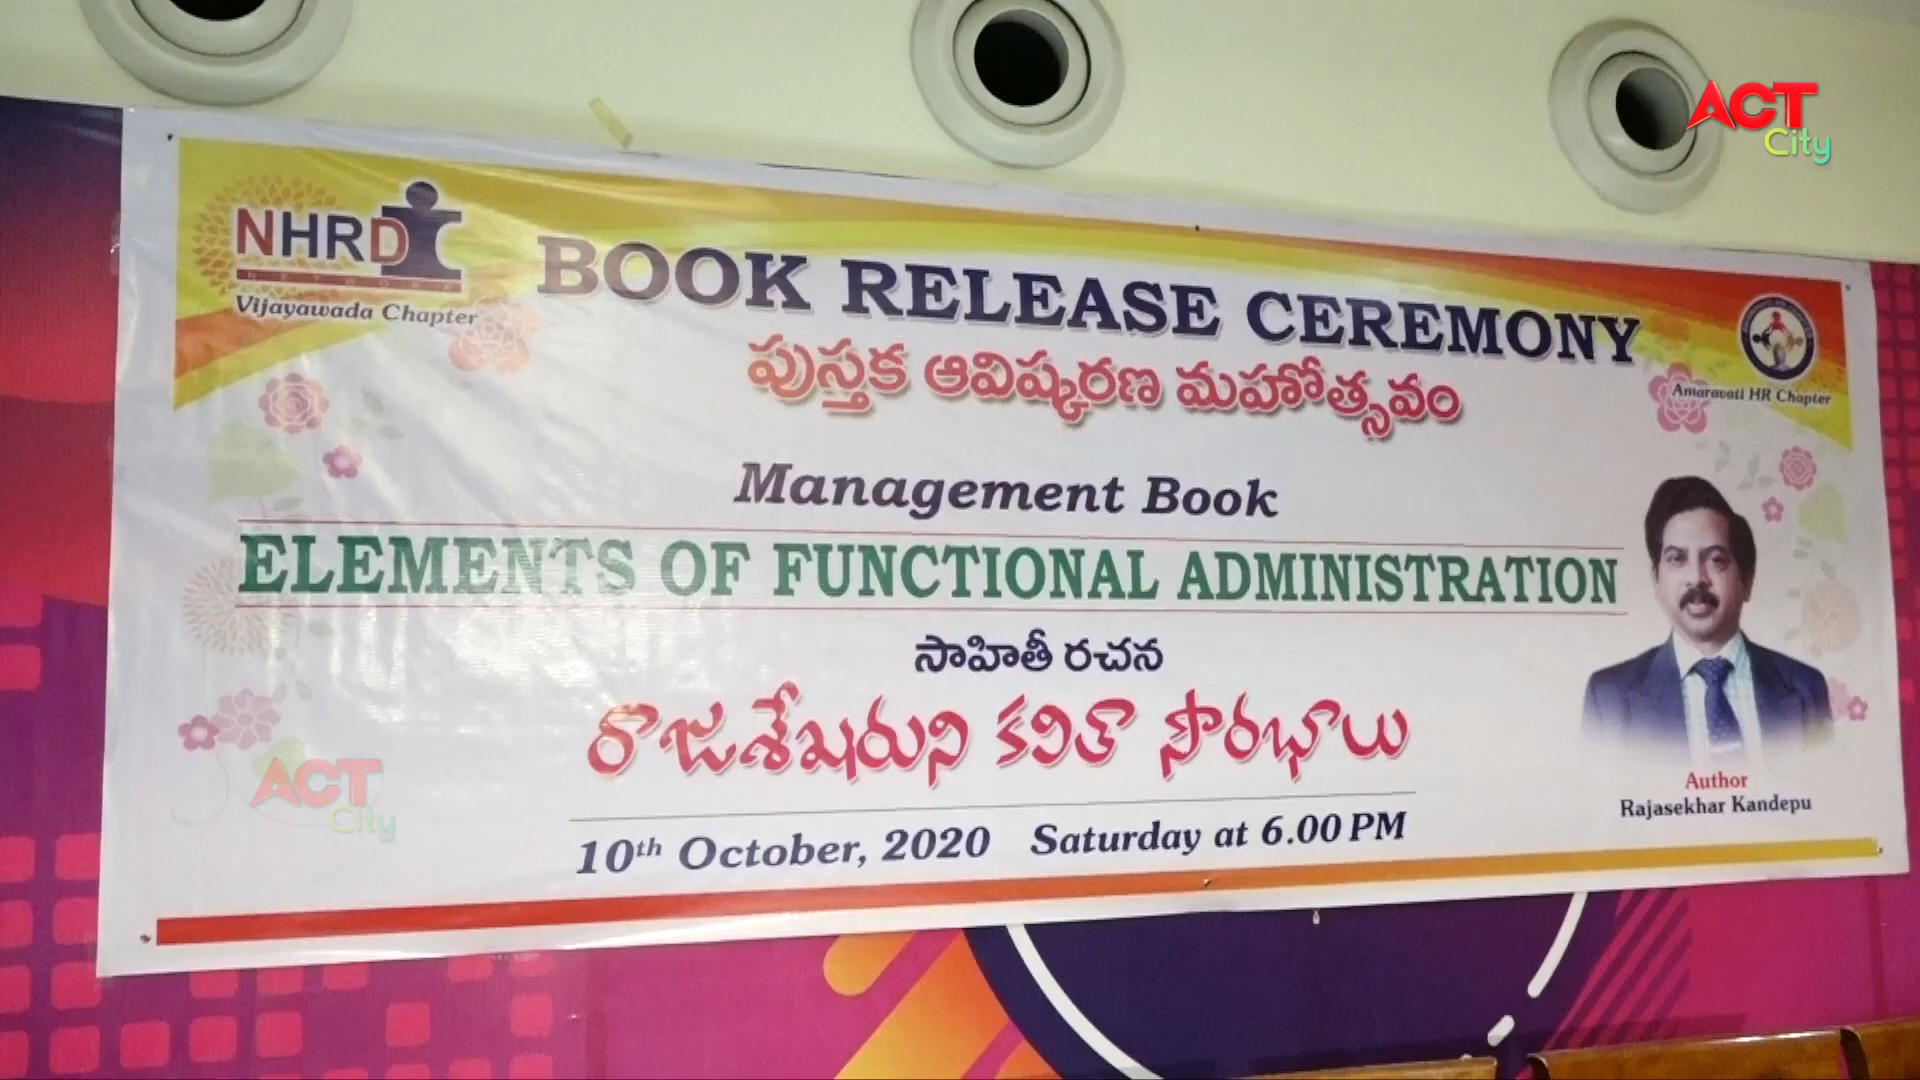 ACT
City
NHRD
NETWORK
Vijayawada Chapter
BOOK RELEASE CEREMONY
పుస్తక ఆవిష్కరణ మహోత్సవం
Amaravati HR Chapter
Management Book
ELEMENTS OF FUNCTIONAL ADMINISTRATION
సాహితీ రచన
రాజశేఖరుని కవితా సౌరభాలు
Author
Rajasekhar Kandepu
10th October, 2020 Saturday at 6.00 PM
ACT
City